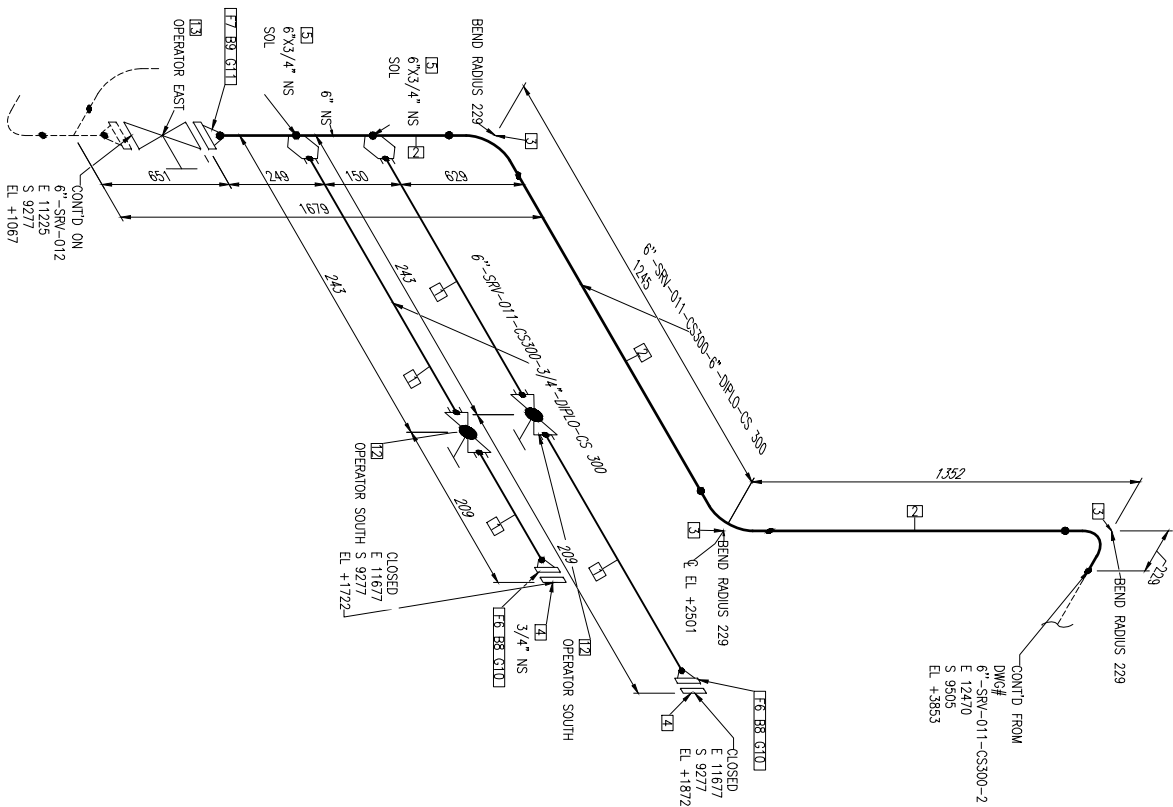 F7 B9 G11
13
OPERATOR EAST
5
6"X3/4" NS
SOL
5
6"X3/4" NS
SOL
6" NS
BEND RADIUS 229
3
2
651
249
150
629
1679
CONT'D ON
6"-SRV-012
E 11225
S 9277
EL +1067
243
243
1
1
6"-SRV-011-CS300-3/4"-DIPLO-CS 300
6"-SRV-011-CS300-6"-DIPLO-CS 300
1245
2
12
OPERATOR SOUTH
209
1
CLOSED
E 11677
S 9277
EL +1722
F6 B8 G10
4
3/4" NS
209
1
12
OPERATOR SOUTH
F6 B8 G10
4
CLOSED
E 11677
S 9277
EL +1872
3
BEND RADIUS 229
℄ EL +2501
1352
2
3
BEND RADIUS 229
229
CONT'D FROM
DWG#
6"-SRV-011-CS300-2
E 12470
S 9505
EL +3853